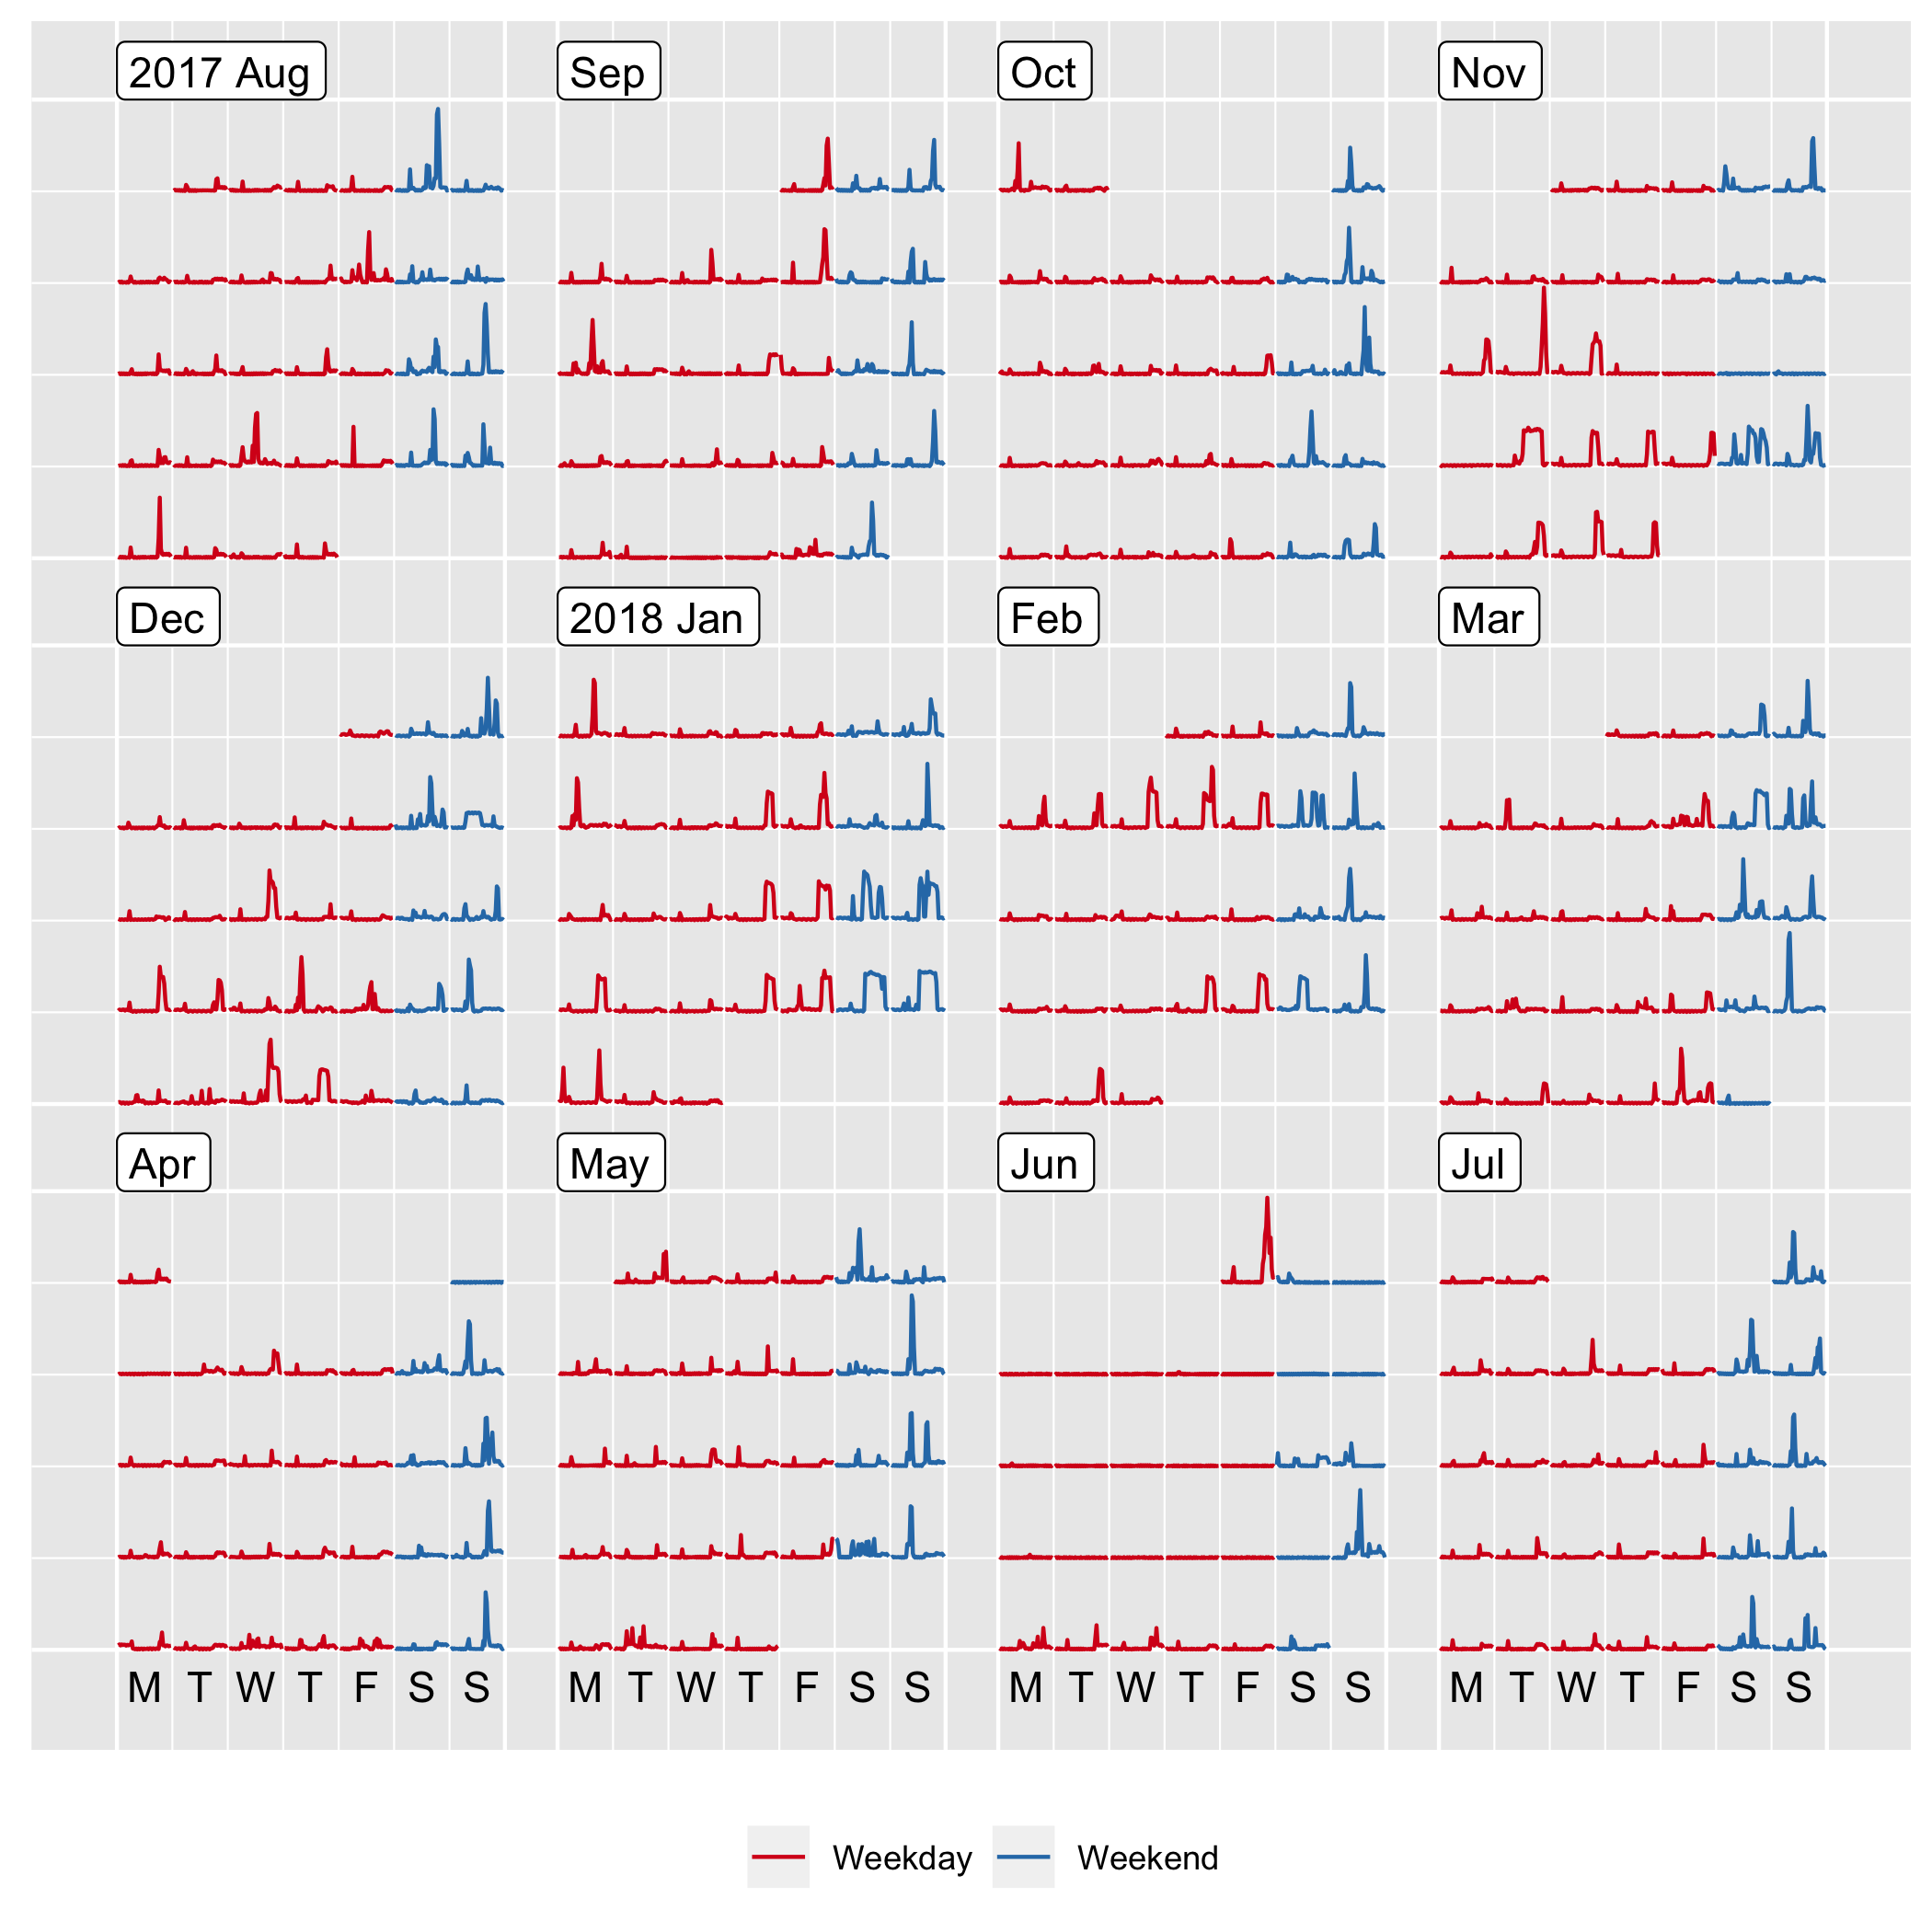 2017 Aug Sep Oct Nov
Dec 2018 Jan Feb Mar
Apr May Jun Jul
M T W T F S S M T W T F S S M T W T F S S M T W T F S S
Weekday Weekend